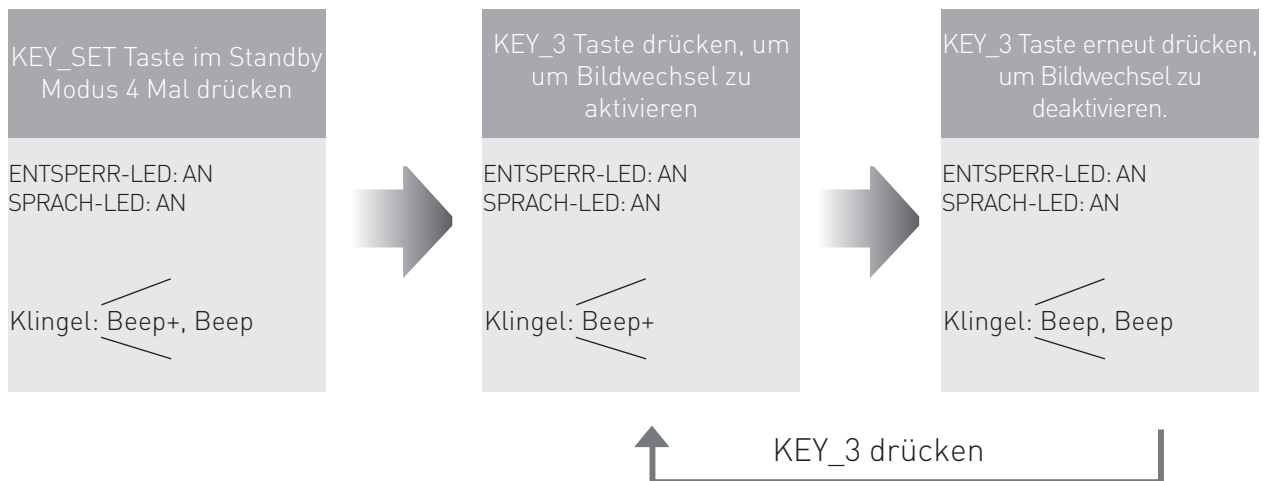 KEY_SET Taste im Standby
Modus 4 Mal drücken
ENTSPERR-LED: AN
SPRACH-LED: AN
Klingel: Beep+, Beep
KEY_3 Taste drücken, um
um Bildwechsel zu
aktivieren
ENTSPERR-LED: AN
SPRACH-LED: AN
Klingel: Beep+
KEY_3 Taste erneut drücken,
um Bildwechsel zu
deaktivieren.
ENTSPERR-LED: AN
SPRACH-LED: AN
Klingel: Beep, Beep
KEY_3 drücken